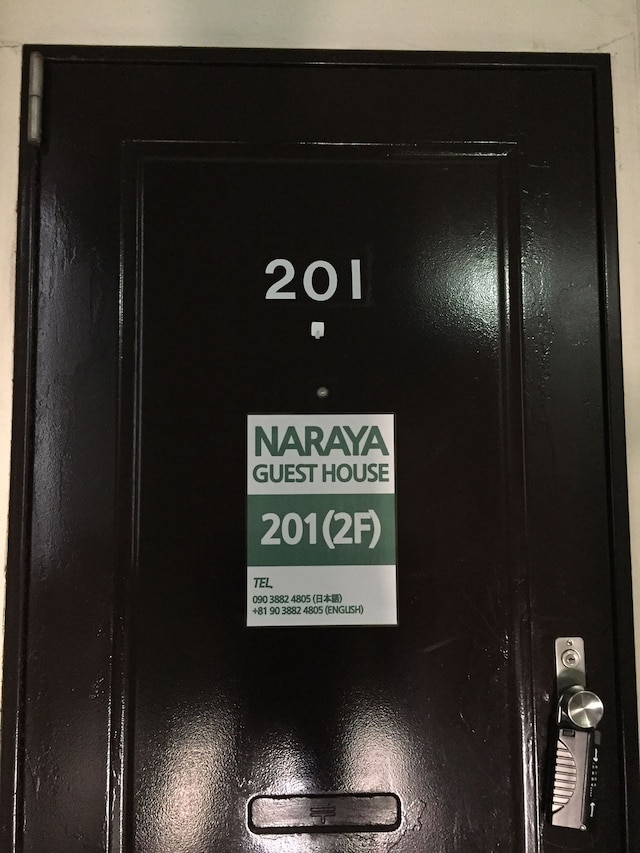 201
NARAYA
GUEST HOUSE
201(2F)
TEL.
090 3882 4805 (日本語)
+81 90 3882 4805 (ENGLISH)
〒